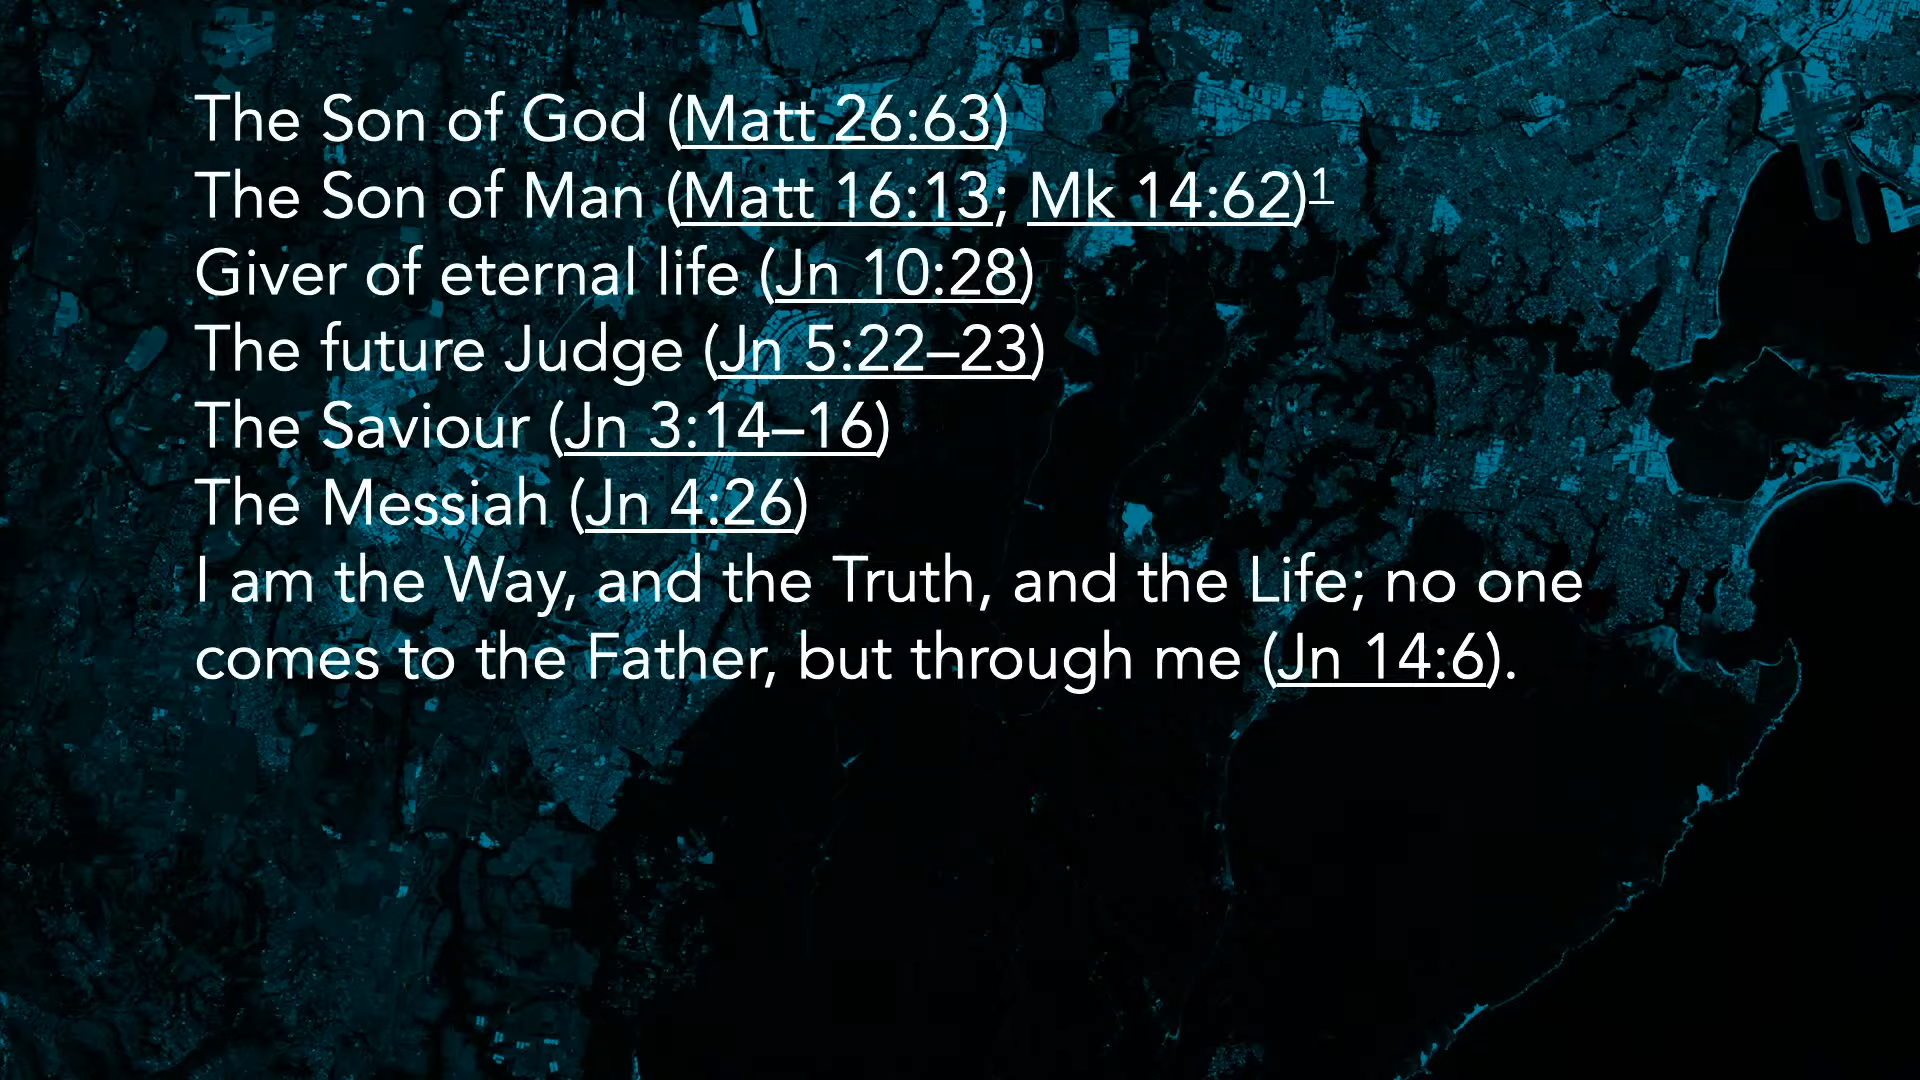 The Son of God (Matt 26:63)
The Son of Man (Matt 16:13; Mk 14:62)1
Giver of eternal life (Jn 10:28)
The future Judge (Jn 5:22–23)
The Saviour (Jn 3:14–16)
The Messiah (Jn 4:26)
I am the Way, and the Truth, and the Life; no one
comes to the Father, but through me (Jn 14:6).